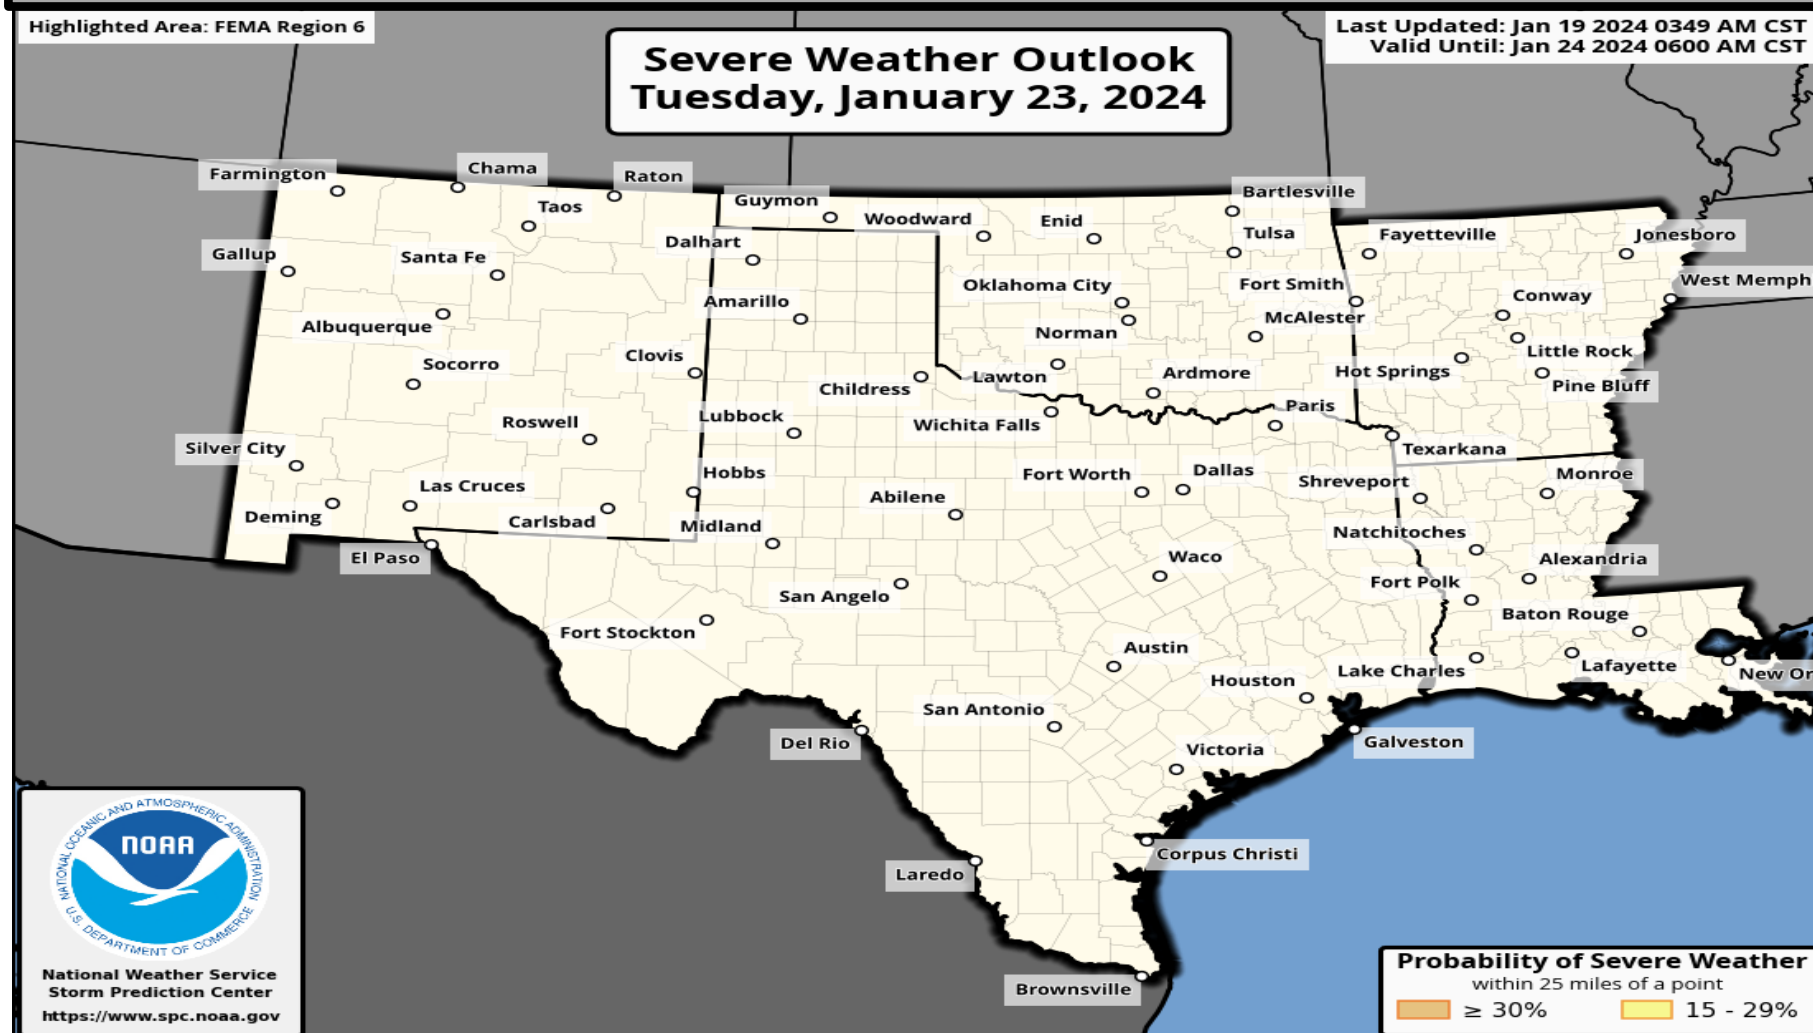 Highlighted Area: FEMA Region 6
Severe Weather Outlook
Tuesday, January 23, 2024
Last Updated: Jan 19 2024 0349 AM CST
Valid Until: Jan 24 2024 0600 AM CST
Farmington
Chama
Raton
Taos
Guymon
Woodward
Enid
Bartlesville
Gallup
Santa Fe
Dalhart
Tulsa
Fayetteville
Jonesboro
Albuquerque
Amarillo
Oklahoma City
Fort Smith
Conway
West Memph
Norman
McAlester
Socorro
Clovis
Childress
Lawton
Ardmore
Hot Springs
Little Rock
Pine Bluff
Roswell
Lubbock
Wichita Falls
Paris
Silver City
Texarkana
Las Cruces
Hobbs
Abilene
Fort Worth
Dallas
Shreveport
Monroe
Deming
Carlsbad
Midland
Natchitoches
El Paso
San Angelo
Waco
Fort Polk
Alexandria
Fort Stockton
Austin
Baton Rouge
Houston
Lake Charles
Lafayette
New Or
San Antonio
Del Rio
Victoria
Galveston
Laredo
Corpus Christi
Brownsville
NATIONAL OCEANIC AND ATMOSPHERIC ADMINISTRATION
NOAA
U.S. DEPARTMENT OF COMMERCE
National Weather Service
Storm Prediction Center
https://www.spc.noaa.gov
Probability of Severe Weather
within 25 miles of a point
≥ 30%
15 - 29%